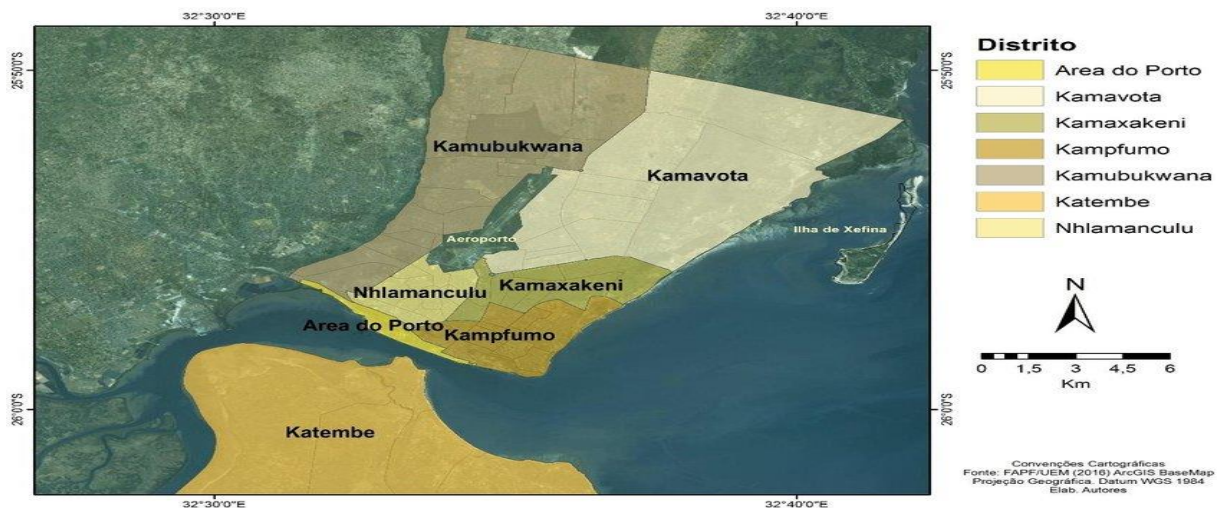 32°30'0"E
32°40'0"E
25°50'0"S
25°50'0"S
Kamubukwana
Kamavota
Aeroporto
Ilha de Xefina
Kamaxakeni
Nhlamanculu
Area do Porto
Kampfumo
Katembe
26°0'0"S
26°0'0"S
32°30'0"E
32°40'0"E
Distrito
Area do Porto
Kamavota
Kamaxakeni
Kampfumo
Kamubukwana
Katembe
Nhlamanculu
N
0 1,5 3 4,5 6
Km
Convenções Cartográficas
Fonte: FAPF/UEM (2016) ArcGIS BaseMap
Projeção Geográfica. Datum WGS 1984
Elab. Autores